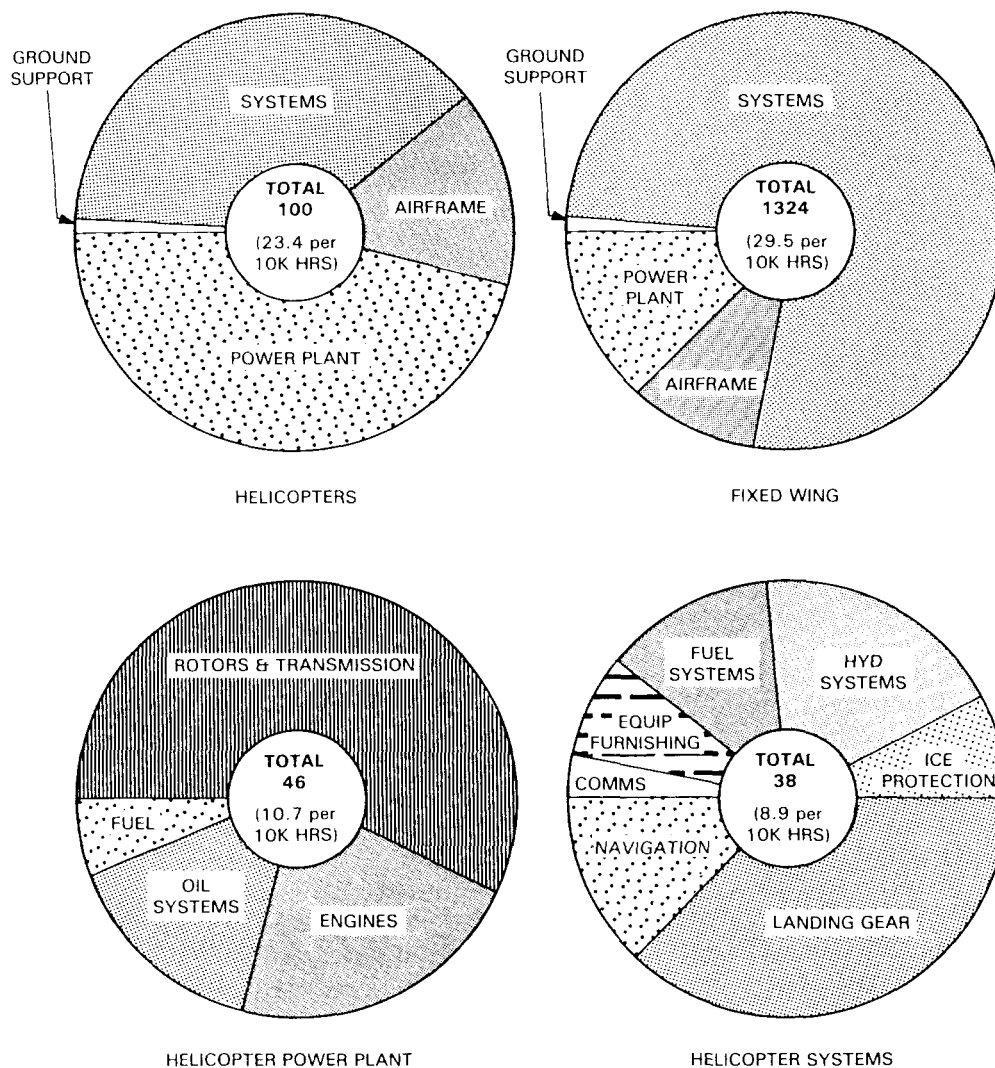 GROUND
SUPPORT
SYSTEMS
TOTAL
100
(23.4 per
10K HRS)
AIRFRAME
POWER PLANT
HELICOPTERS
GROUND
SUPPORT
SYSTEMS
TOTAL
1324
(29.5 per
10K HRS)
POWER
PLANT
AIRFRAME
FIXED WING
ROTORS & TRANSMISSION
TOTAL
46
(10.7 per
10K HRS)
FUEL
OIL
SYSTEMS
ENGINES
HELICOPTER POWER PLANT
FUEL
SYSTEMS
HYD
SYSTEMS
EQUIP
FURNISHING
TOTAL
38
(8.9 per
10K HRS)
ICE
PROTECTION
COMMS
NAVIGATION
LANDING GEAR
HELICOPTER SYSTEMS